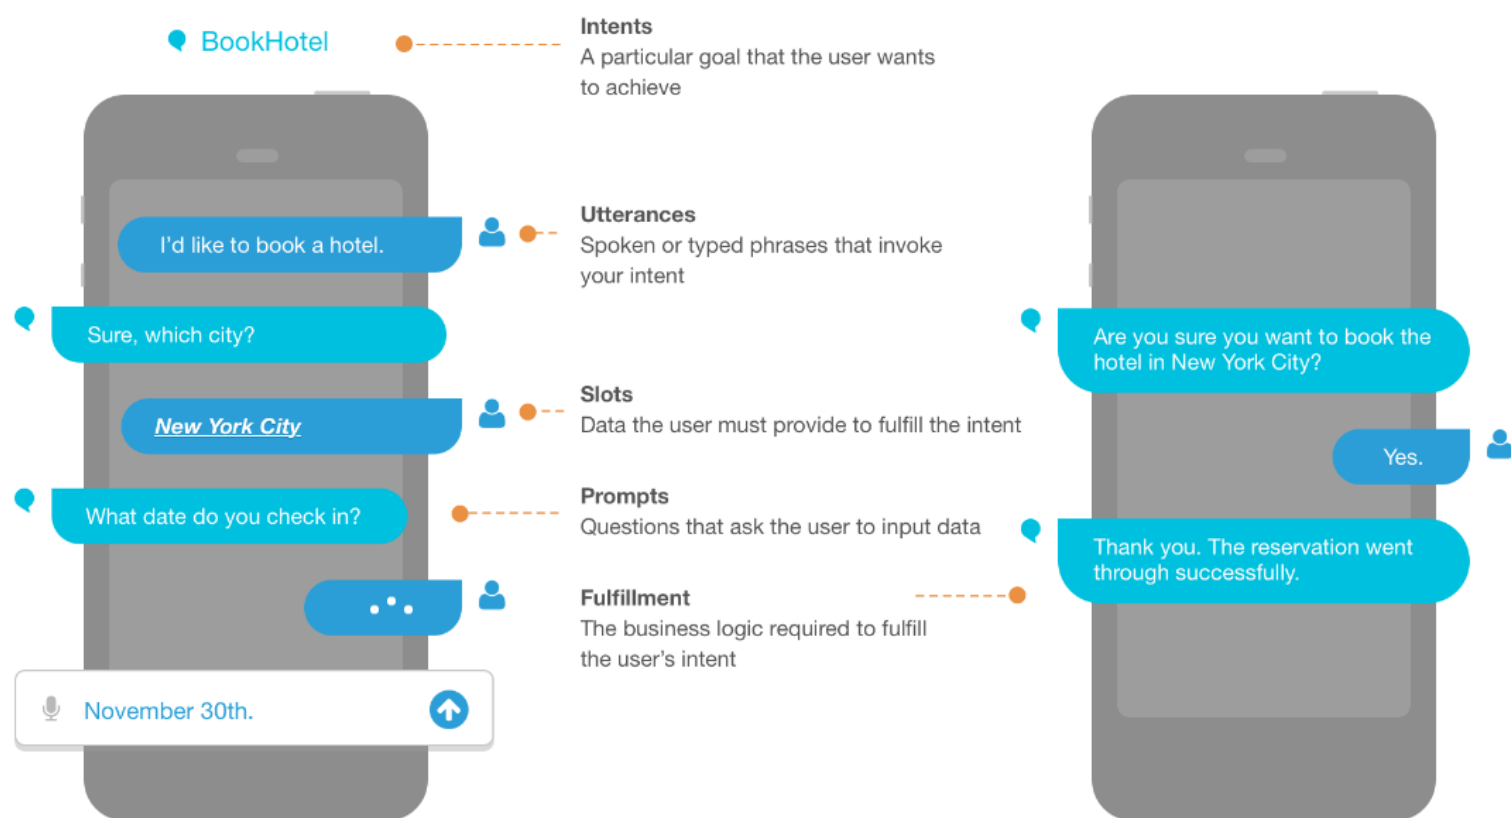 BookHotel
Intents
A particular goal that the user wants
to achieve
I'd like to book a hotel.
Utterances
Spoken or typed phrases that invoke
your intent
Sure, which city?
New York City
Slots
Data the user must provide to fulfill the intent
What date do you check in?
Prompts
Questions that ask the user to input data
Fulfillment
The business logic required to fulfill
the user's intent
November 30th.
Are you sure you want to book the
hotel in New York City?
Yes.
Thank you. The reservation went
through successfully.